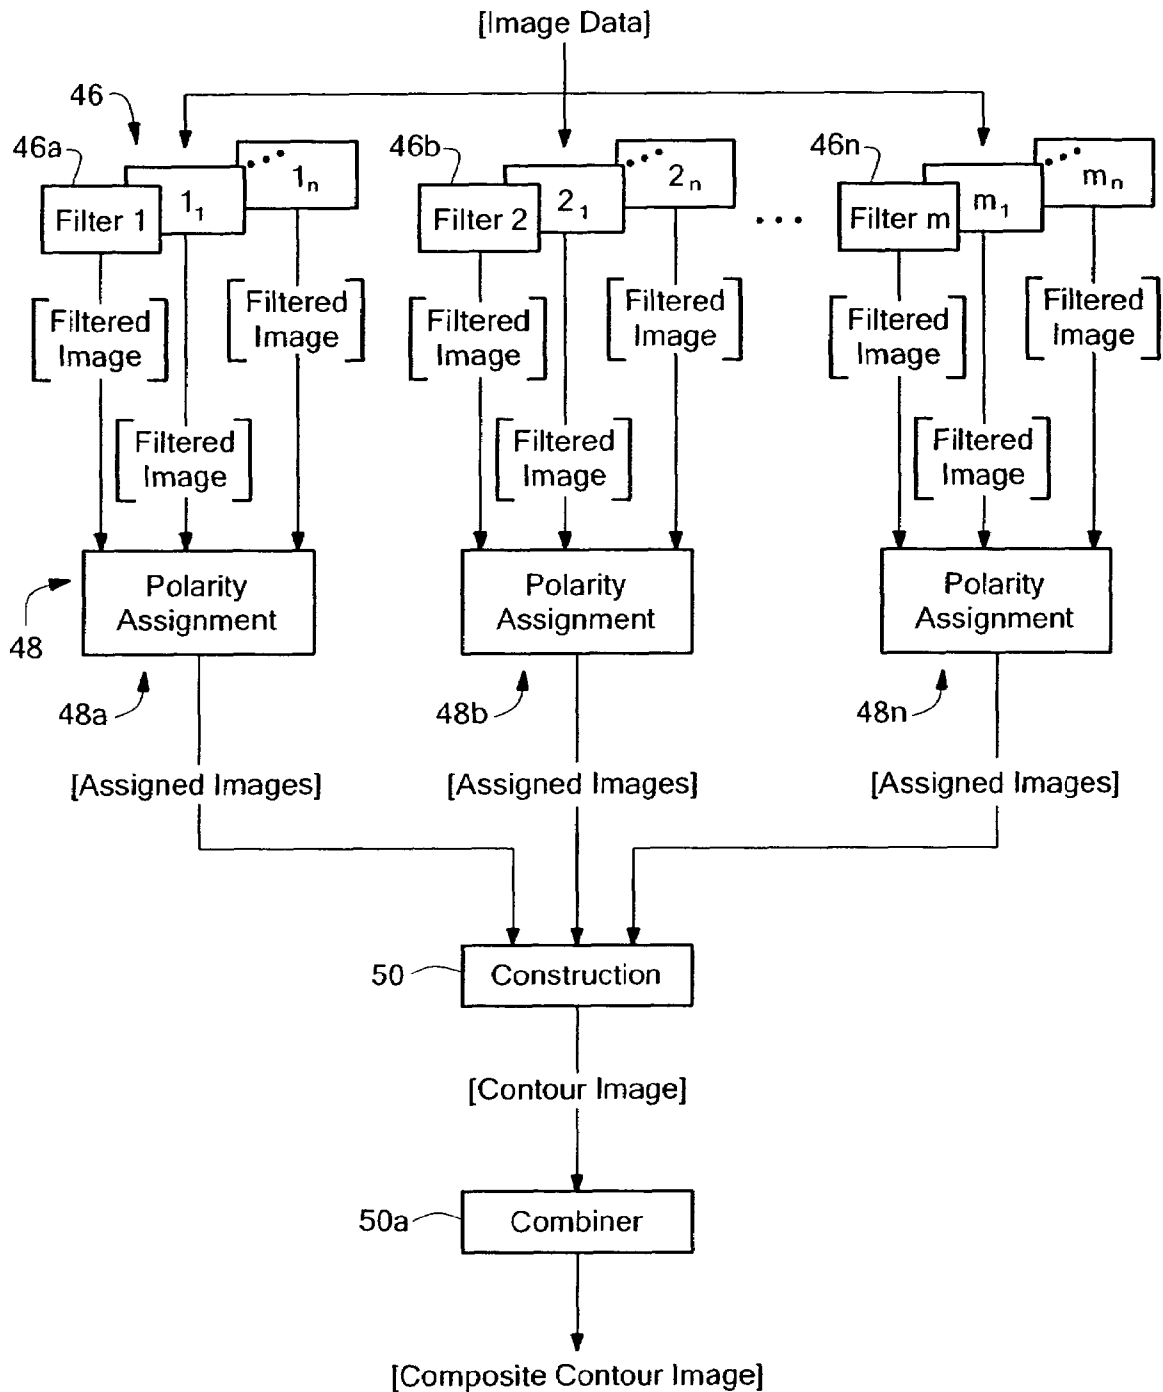 [Image Data]
46
46a
Filter 1
1₁
1ₙ
46b
Filter 2
2₁
2ₙ
...
46n
Filter m
m₁
mₙ
[Filtered
Image]
[Filtered
Image]
[Filtered
Image]
[Filtered
Image]
[Filtered
Image]
[Filtered
Image]
[Filtered
Image]
[Filtered
Image]
[Filtered
Image]
48
Polarity
Assignment
48a
Polarity
Assignment
48b
Polarity
Assignment
48n
[Assigned Images]
[Assigned Images]
[Assigned Images]
50
Construction
[Contour Image]
50a
Combiner
[Composite Contour Image]